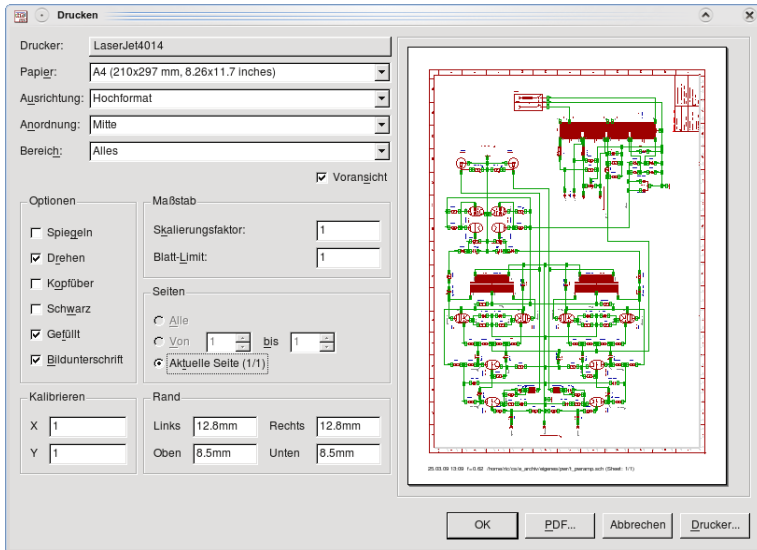 Drucken
Drucker: LaserJet4014
Papier: A4 (210x297 mm, 8.26x11.7 inches)
Ausrichtung: Hochformat
Anordnung: Mitte
Bereich: Alles
Voransicht
Optionen
Spiegeln
Drehen
Kopfüber
Schwarz
Gefüllt
Bildunterschrift
Maßstab
Skalierungsfaktor: 1
Blatt-Limit: 1
Seiten
Alle
Von 1 bis 1
Aktuelle Seite (1/1)
Kalibrieren
X 1
Y 1
Rand
Links 12.8mm Rechts 12.8mm
Oben 8.5mm Unten 8.5mm
(Sheet: 1/1)
OK PDF... Abbrechen Drucker...